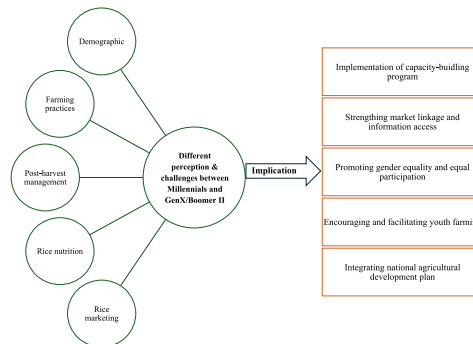 Demographic
Farming
practices
Post-harvest
management
Rice nutrition
Rice
marketing
Different
perception &
challenges between
Millennials and
GenX/Boomer II
Implication
Implementation of capacity-buidling
program
Strengthing market linkage and
information access
Promoting gender equality and equal
participation
Encouraging and facilitating youth farmin
Integrating national agricultural
development plan